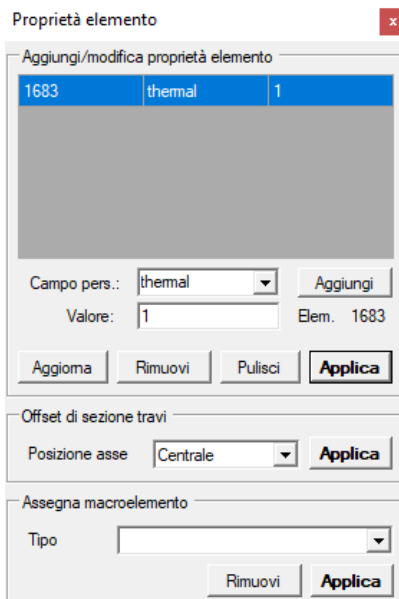 Proprietà elemento x
Aggiungi/modifica proprietà elemento
1683 thermal 1
Campo pers.: thermal Aggiungi
Valore: 1 Elem. 1683
Aggiorna Rimuovi Pulisci Applica
Offset di sezione travi
Posizione asse Centrale Applica
Assegna macroelemento
Tipo
Rimuovi Applica